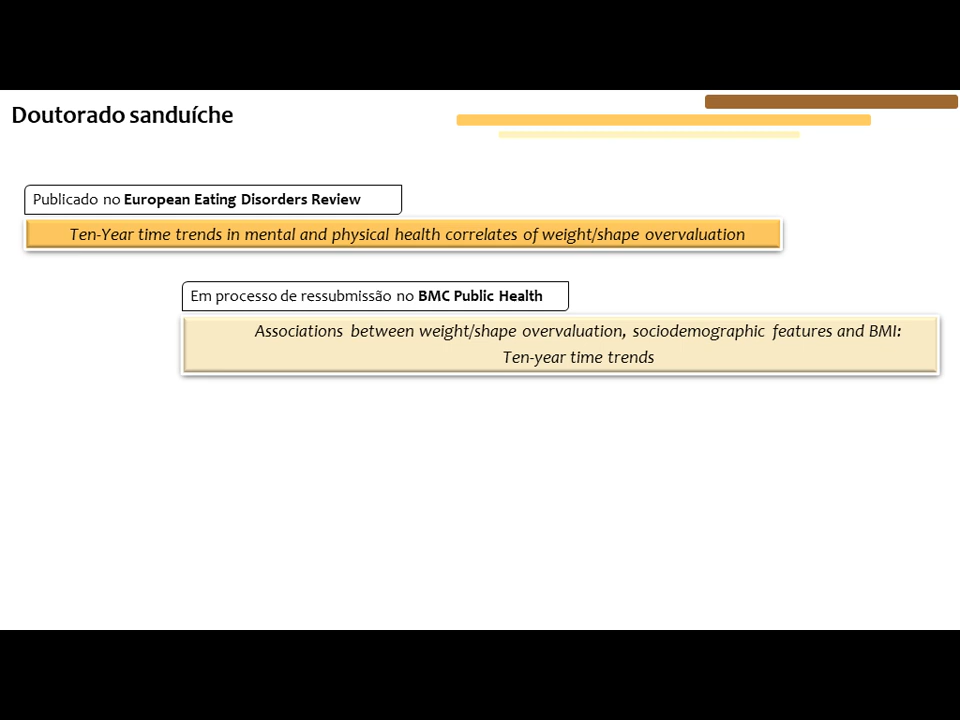 Doutorado sanduíche
Publicado no European Eating Disorders Review
Ten-Year time trends in mental and physical health correlates of weight/shape overvaluation
Em processo de ressubmissão no BMC Public Health
Associations between weight/shape overvaluation, sociodemographic features and BMI:
Ten-year time trends